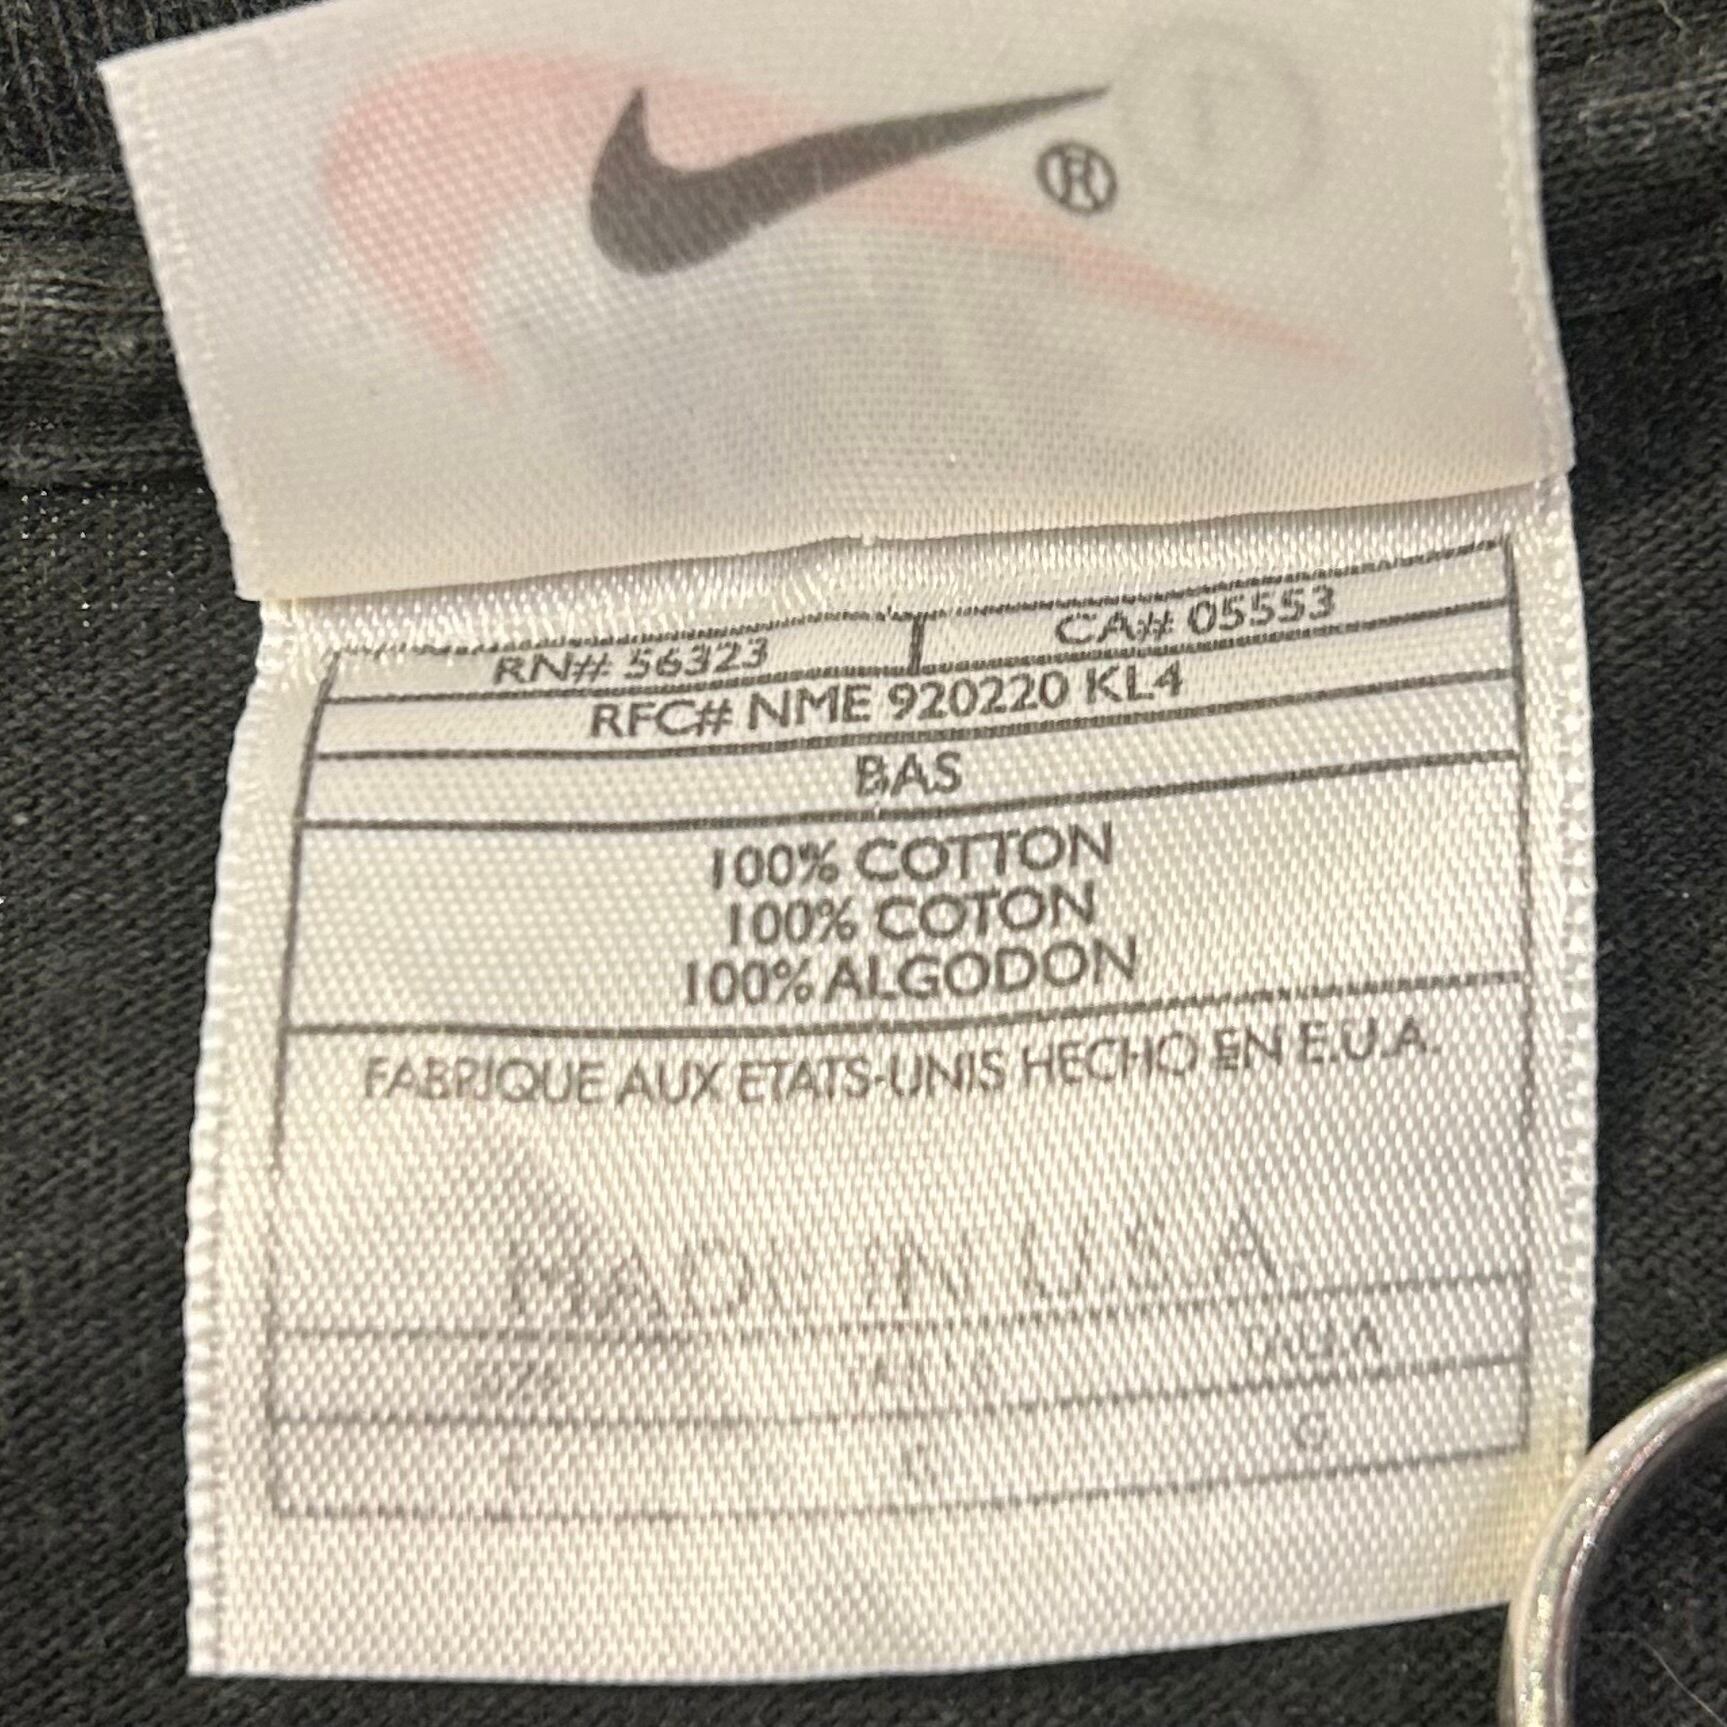 ®
RN# 56323 CA# 05553
RFC# NME 920220 KL4
BAS
100% COTTON
100% COTON
100% ALGODON
FABRIQUE AUX ETATS-UNIS HECHO EN E.U.A.
MADE IN U.S.A.
TALLA
G